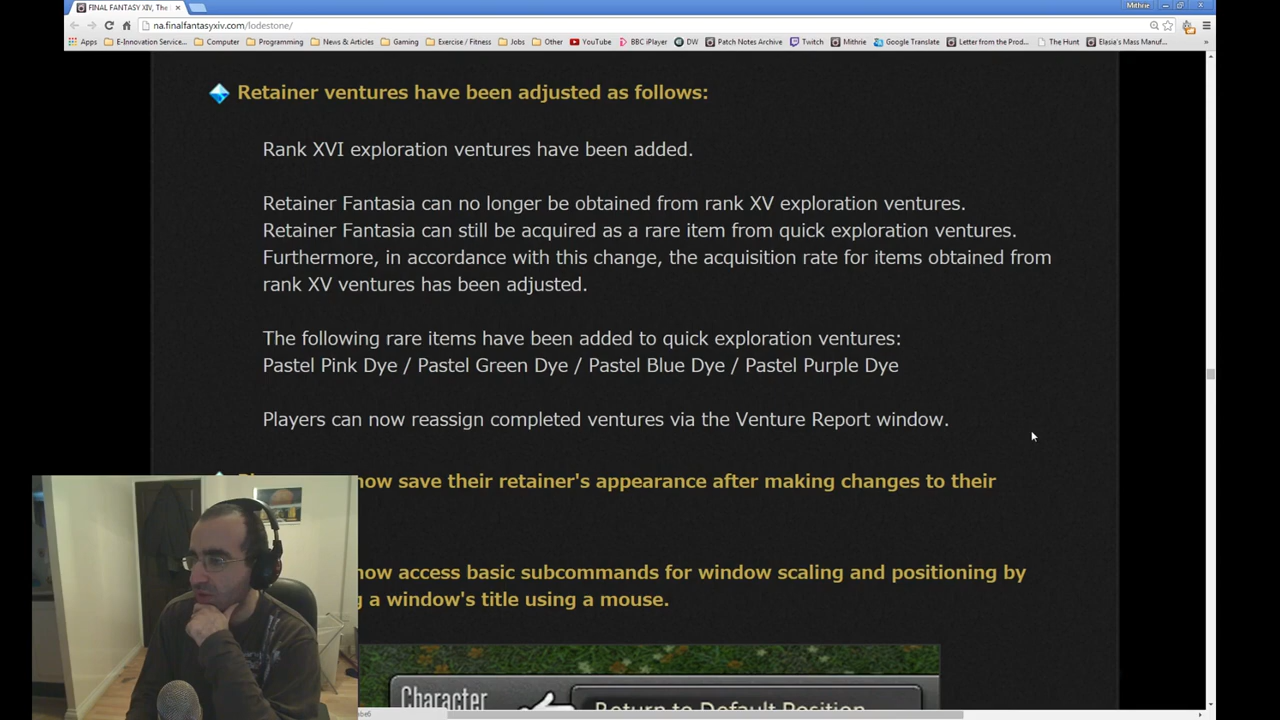 FINAL FANTASY XIV, The
Mithrie
na.finalfantasyxiv.com/lodestone/
Apps
E-Innovation Service...
Computer
Programming
News & Articles
Gaming
Exercise / Fitness
Jobs
Other
YouTube
BBC iPlayer
DW
Patch Notes Archive
Mithrie
Twitch
Google Translate
Letter from the Prod...
The Hunt
Elasia's Mass Manuf...
Retainer ventures have been adjusted as follows:
Rank XVI exploration ventures have been added.
Retainer Fantasia can no longer be obtained from rank XV exploration ventures.
Retainer Fantasia can still be acquired as a rare item from quick exploration ventures.
Furthermore, in accordance with this change, the acquisition rate for items obtained from
rank XV ventures has been adjusted.
The following rare items have been added to quick exploration ventures:
Pastel Pink Dye / Pastel Green Dye / Pastel Blue Dye / Pastel Purple Dye
Players can now reassign completed ventures via the Venture Report window.
now save their retainer's appearance after making changes to their
now access basic subcommands for window scaling and positioning by
a window's title using a mouse.
Character
Return to Default Position